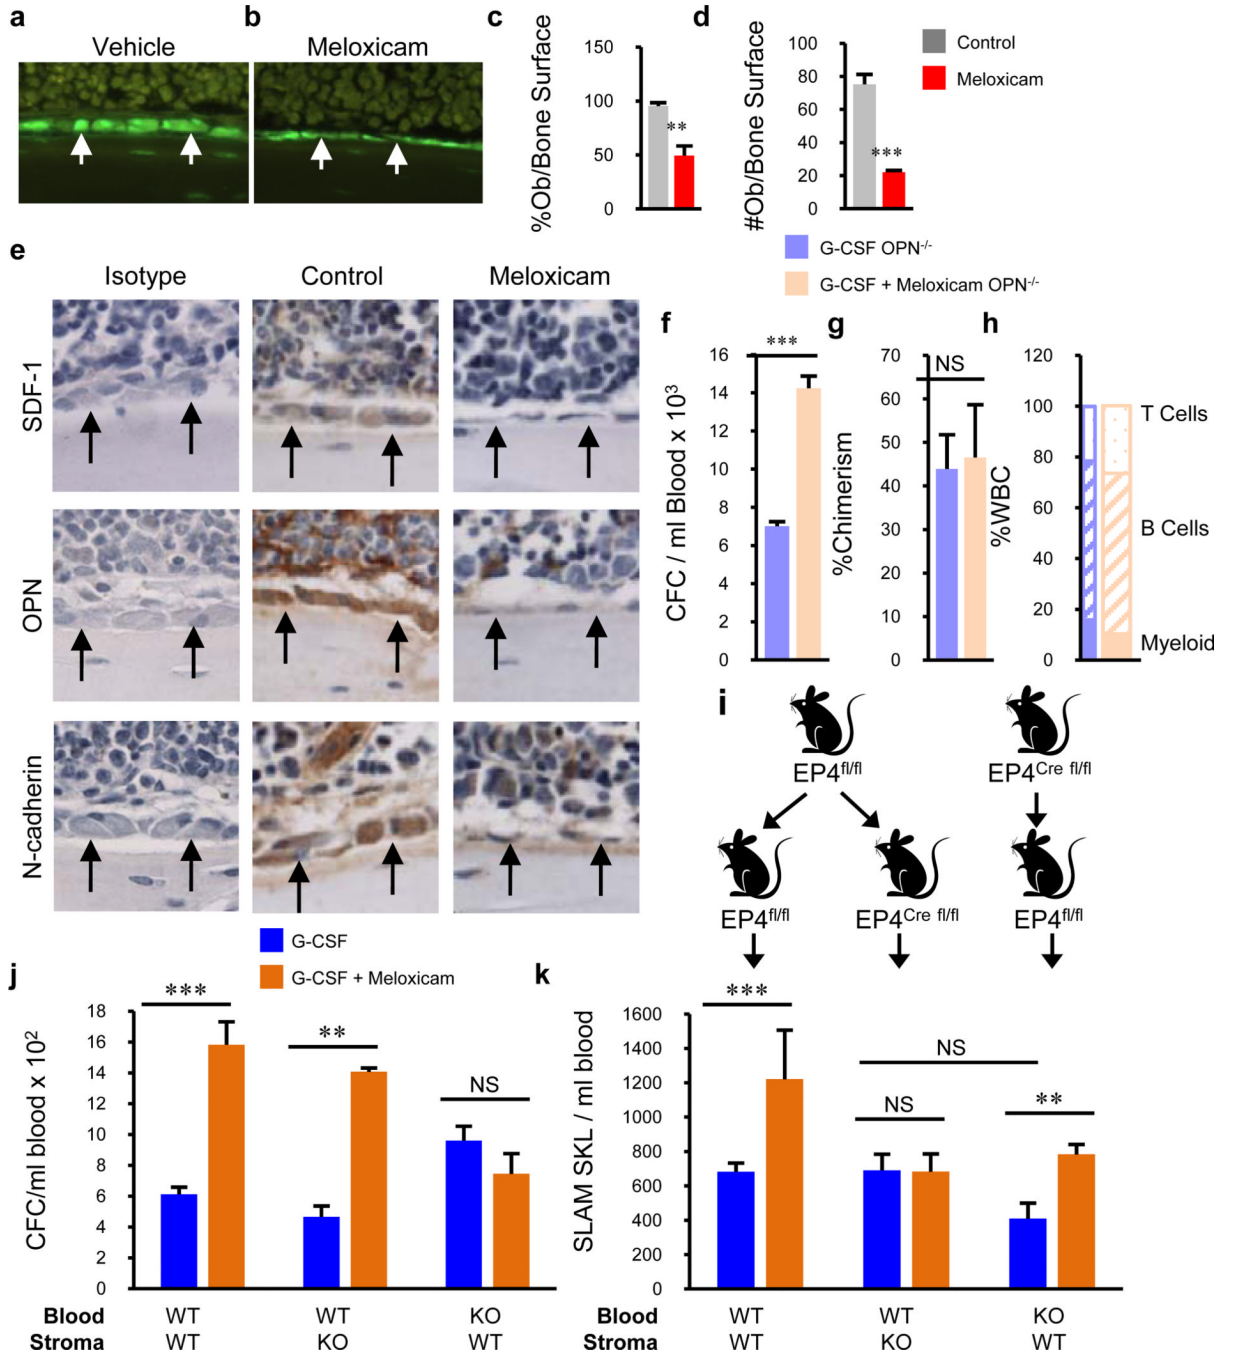 a
b
c
d
Vehicle
Meloxicam
%Ob/Bone Surface
150
100
50
0
**
#Ob/Bone Surface
100
80
60
40
20
0
***
Control
Meloxicam
G-CSF OPN-/-
G-CSF + Meloxicam OPN-/-
e
Isotype
Control
Meloxicam
SDF-1
OPN
N-cadherin
f
CFC / ml Blood x 10³
16
14
12
10
8
6
4
2
0
***
g
%Chimerism
70
60
50
40
30
20
10
0
NS
h
%WBC
120
100
80
60
40
20
0
T Cells
B Cells
Myeloid
i
EP4fl/fl
EP4Cre fl/fl
EP4fl/fl
EP4Cre fl/fl
EP4fl/fl
G-CSF
G-CSF + Meloxicam
j
CFC/ml blood x 10²
18
16
14
12
10
8
6
4
2
0
***
**
NS
Blood WT WT KO
Stroma WT KO WT
k
SLAM SKL / ml blood
1600
1400
1200
1000
800
600
400
200
0
***
NS
NS
**
Blood WT WT KO
Stroma WT KO WT